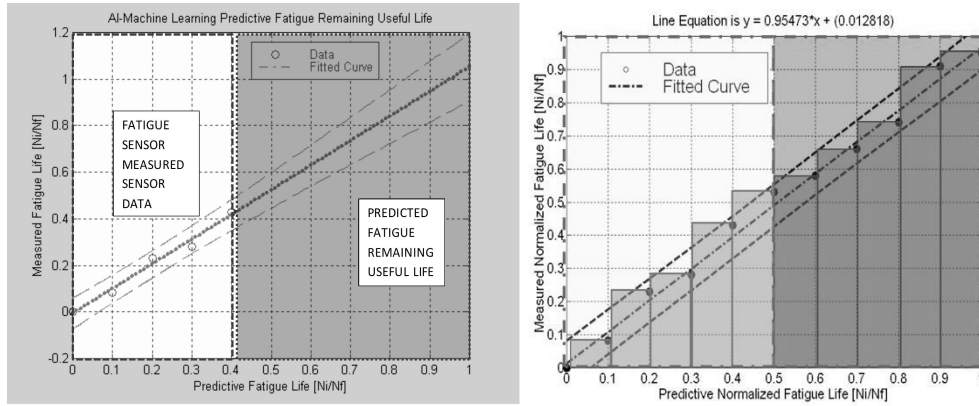 AI-Machine Learning Predictive Fatigue Remaining Useful Life
1.2
1
0.8
0.6
0.4
0.2
0
-0.2
Measured Fatigue Life [Ni/Nf]
Data
Fitted Curve
FATIGUE
SENSOR
MEASURED
SENSOR
DATA
PREDICTED
FATIGUE
REMAINING
USEFUL LIFE
0 0.1 0.2 0.3 0.4 0.5 0.6 0.7 0.8 0.9 1
Predictive Fatigue Life [Ni/Nf]
Line Equation is y = 0.95473*x + (0.012818)
1
0.9
0.8
0.7
0.6
0.5
0.4
0.3
0.2
0.1
0
Measured Normalized Fatigue Life [Ni/Nf]
Data
Fitted Curve
0 0.1 0.2 0.3 0.4 0.5 0.6 0.7 0.8 0.9
Predictive Normalized Fatigue Life [Ni/Nf]